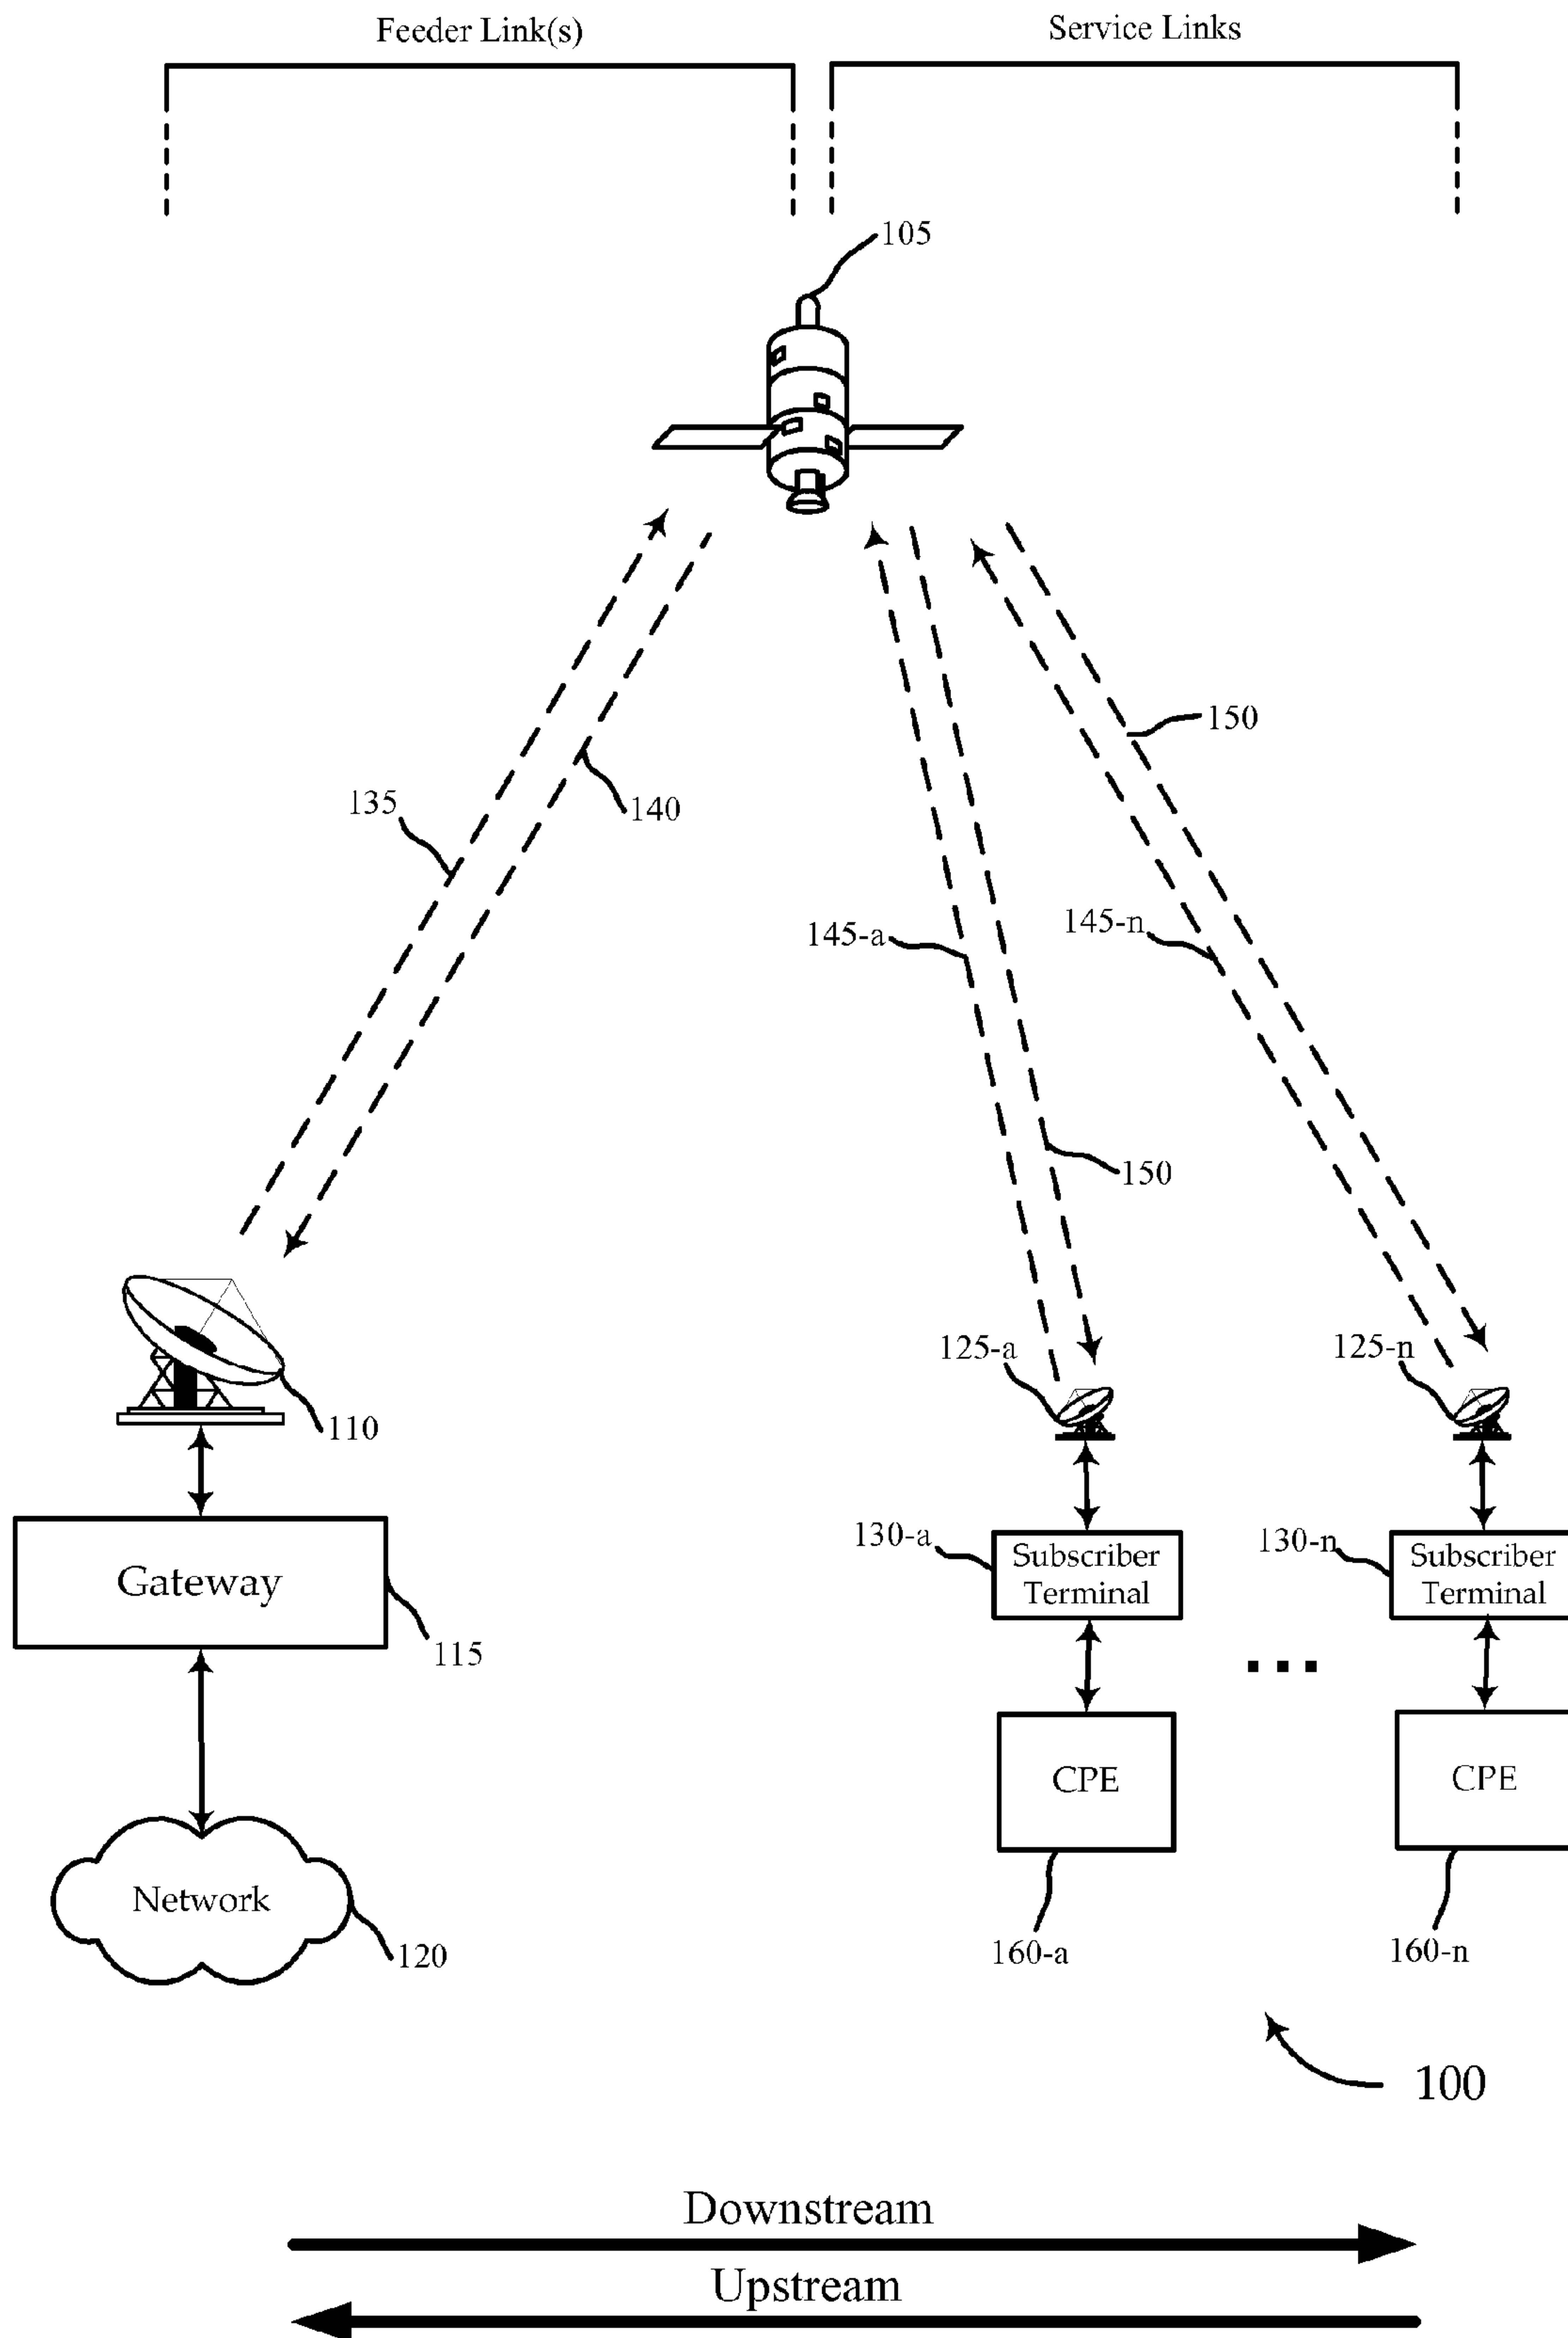 Feeder Link(s)
Service Links
105
150
135
140
145-a
145-n
150
125-a
125-n
110
130-a
Subscriber
Terminal
130-n
Subscriber
Terminal
Gateway
115
CPE
CPE
Network
120
160-a
160-n
100
Downstream
Upstream